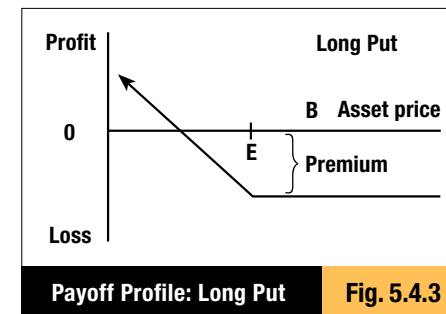 Profit Long Put
B Asset price
0
E
Premium
Loss
Payoff Profile: Long Put Fig. 5.4.3